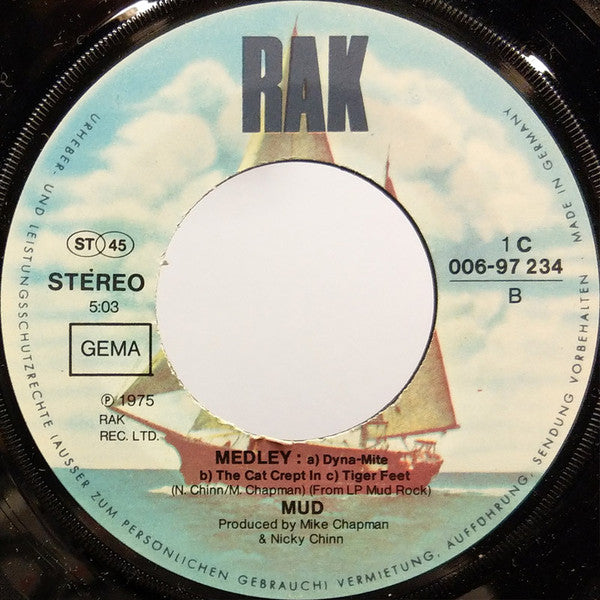 RAK
ST 45
STEREO
5:03
GEMA
℗ 1975
RAK
REC. LTD.
1 C
006-97 234
B
MEDLEY : a) Dyna-Mite
b) The Cat Crept In c) Tiger Feet
(N. Chinn/M. Chapman) (From LP Mud Rock)
MUD
Produced by Mike Chapman
& Nicky Chinn
URHEBER- UND LEISTUNGSSCHUTZRECHTE (AUSSER ZUM PERSÖNLICHEN GEBRAUCH) VERMIETUNG, AUFFÜHRUNG, SENDUNG VORBEHALTEN · MADE IN GERMANY